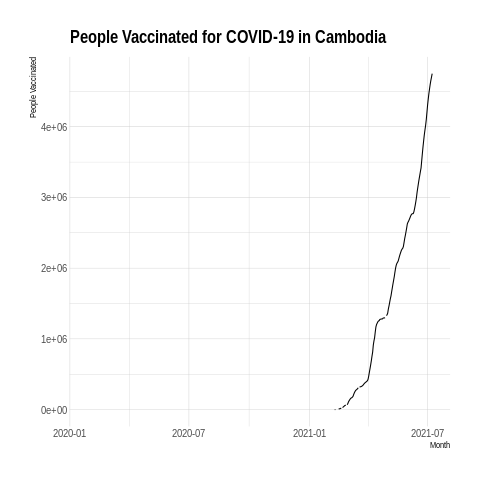 People Vaccinated for COVID-19 in Cambodia
People Vaccinated
4e+06
3e+06
2e+06
1e+06
0e+00
2020-01
2020-07
2021-01
2021-07
Month